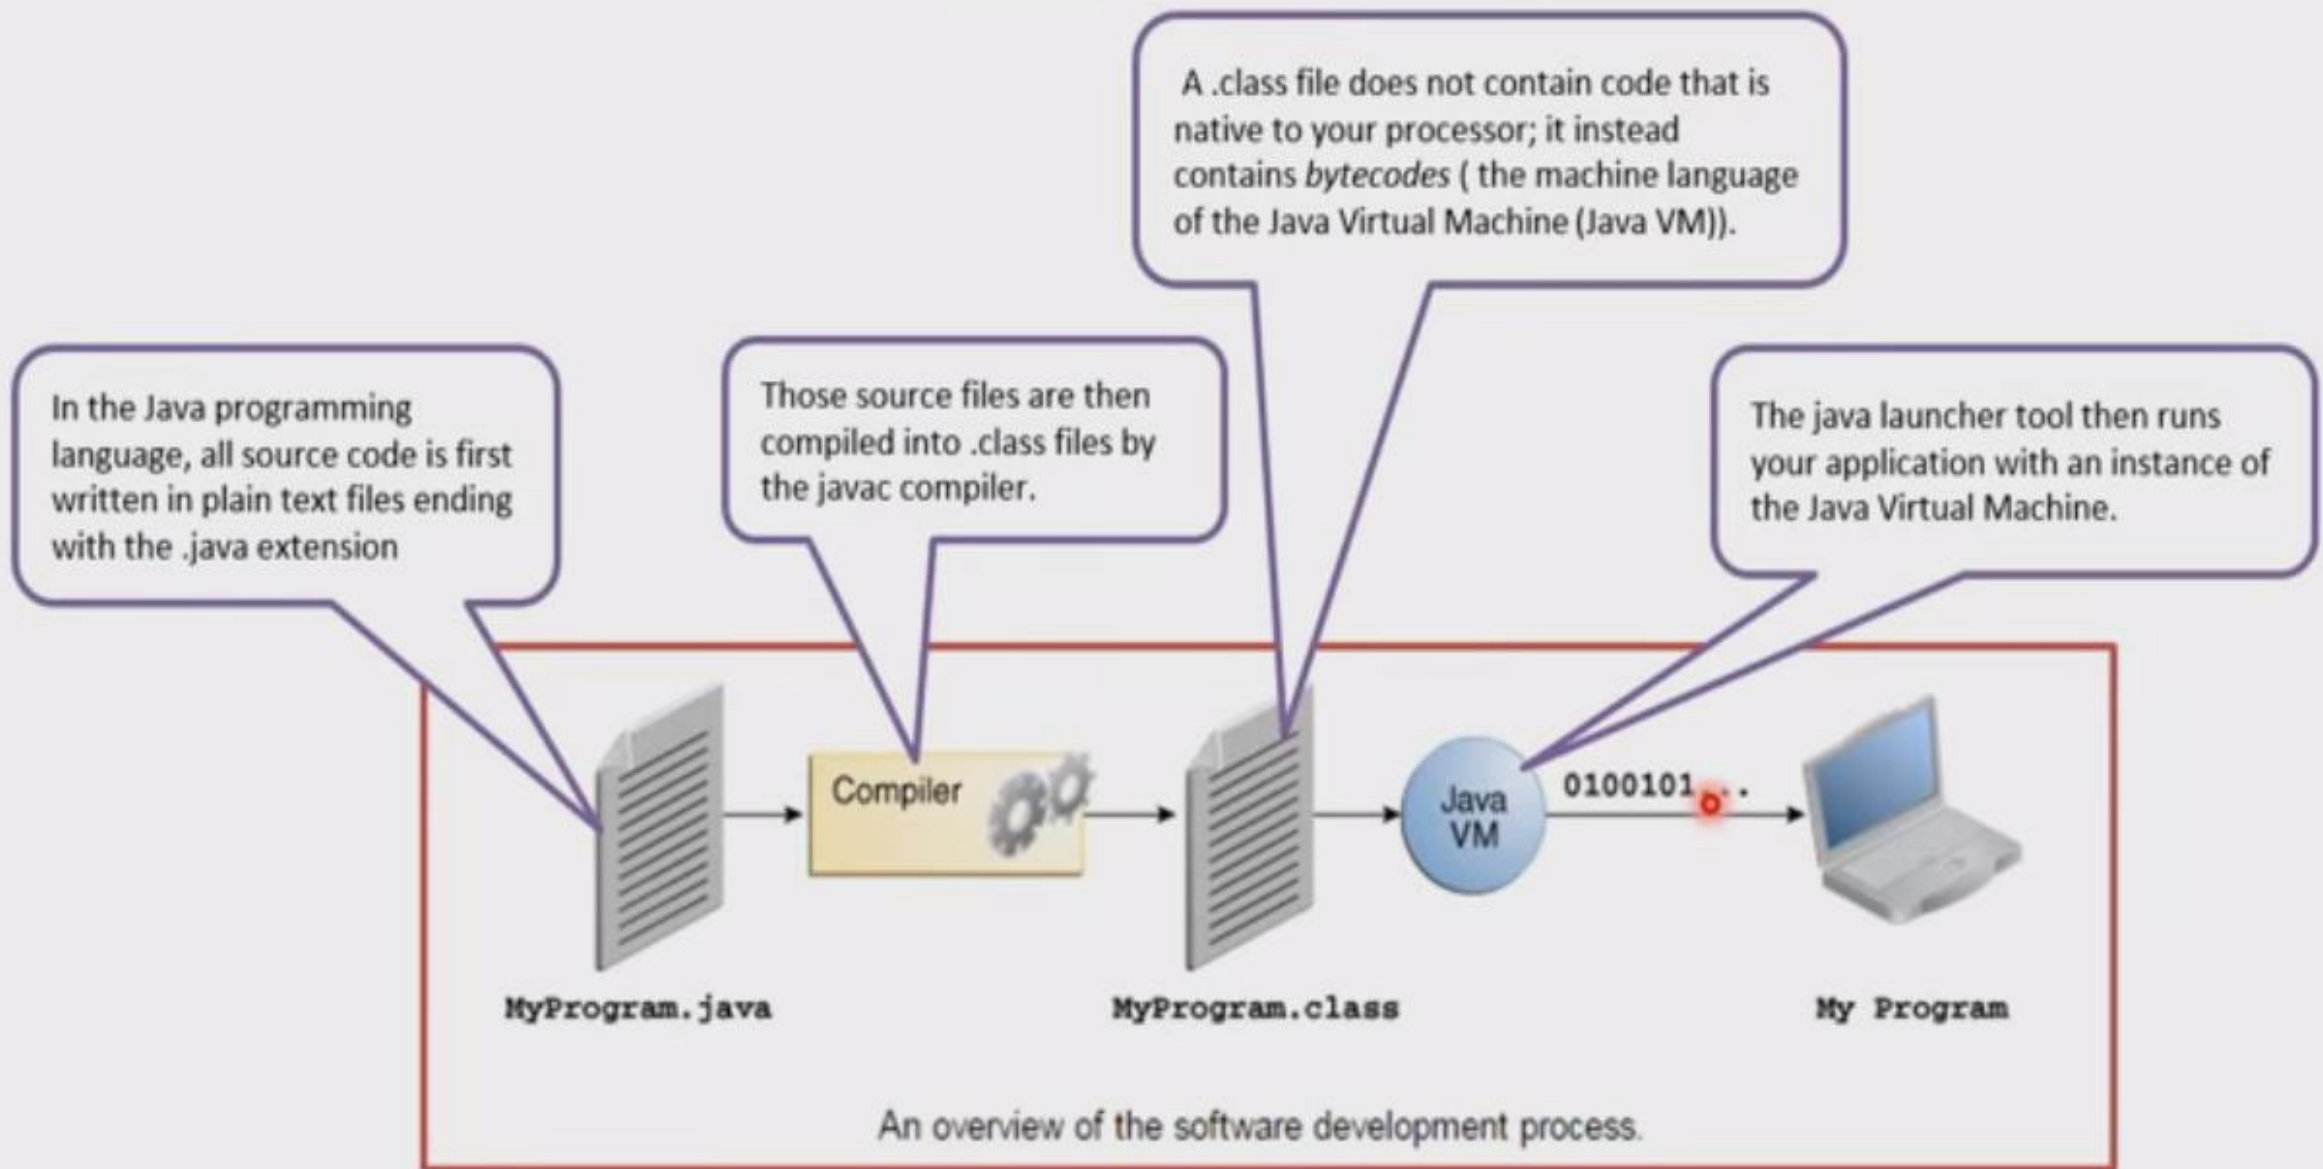 A .class file does not contain code that is
native to your processor; it instead
contains bytecodes ( the machine language
of the Java Virtual Machine (Java VM)).
In the Java programming
language, all source code is first
written in plain text files ending
with the .java extension
Those source files are then
compiled into .class files by
the javac compiler.
The java launcher tool then runs
your application with an instance of
the Java Virtual Machine.
Compiler
Java
VM
0100101...
MyProgram.java
MyProgram.class
My Program
An overview of the software development process.